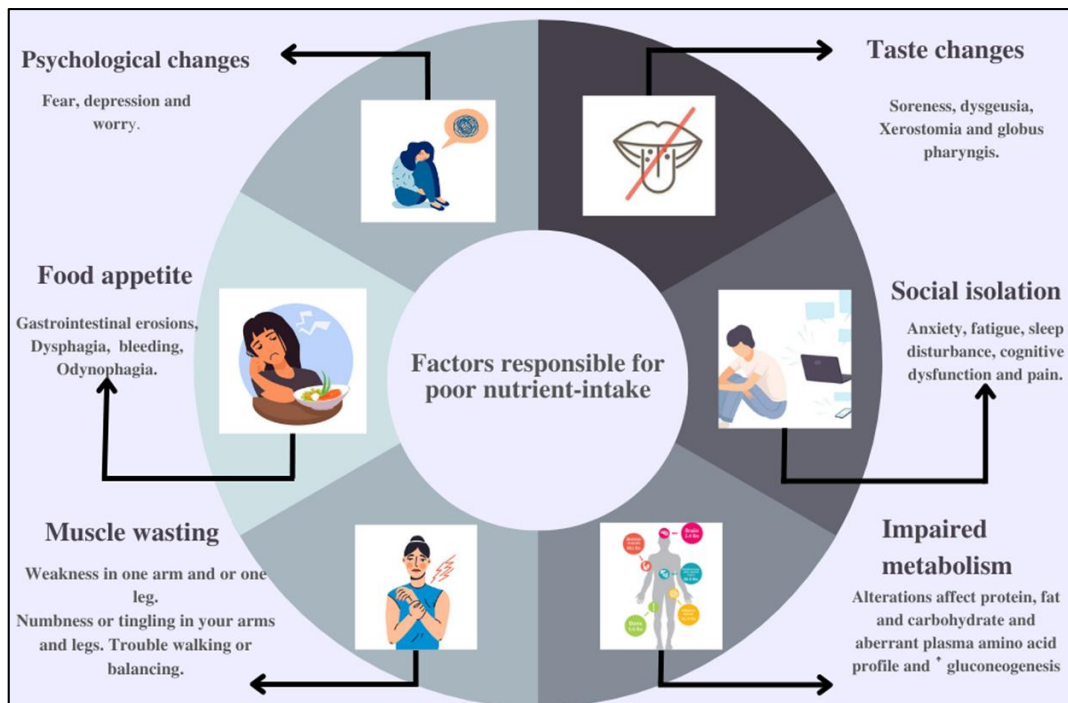 Psychological changes
Fear, depression and
worry.
Taste changes
Soreness, dysgeusia,
Xerostomia and globus
pharyngis.
Food appetite
Gastrointestinal erosions,
Dysphagia, bleeding,
Odynophagia.
Factors responsible for
poor nutrient-intake
Social isolation
Anxiety, fatigue, sleep
disturbance, cognitive
dysfunction and pain.
Muscle wasting
Weakness in one arm and or one
leg.
Numbness or tingling in your arms
and legs. Trouble walking or
balancing.
Brain
Impaired
metabolism
Alterations affect protein, fat
and carbohydrate and
aberrant plasma amino acid
profile and ↑ gluconeogenesis